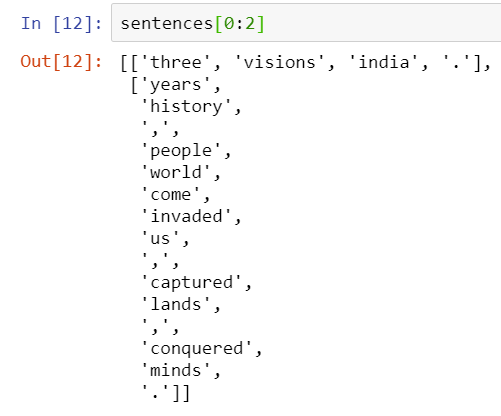 In [12]: sentences[0:2]
Out[12]: [['three', 'visions', 'india', '.'],
['years',
'history',
',',
'people',
'world',
'come',
'invaded',
'us',
',',
'captured',
'lands',
',',
'conquered',
'minds',
'.']]